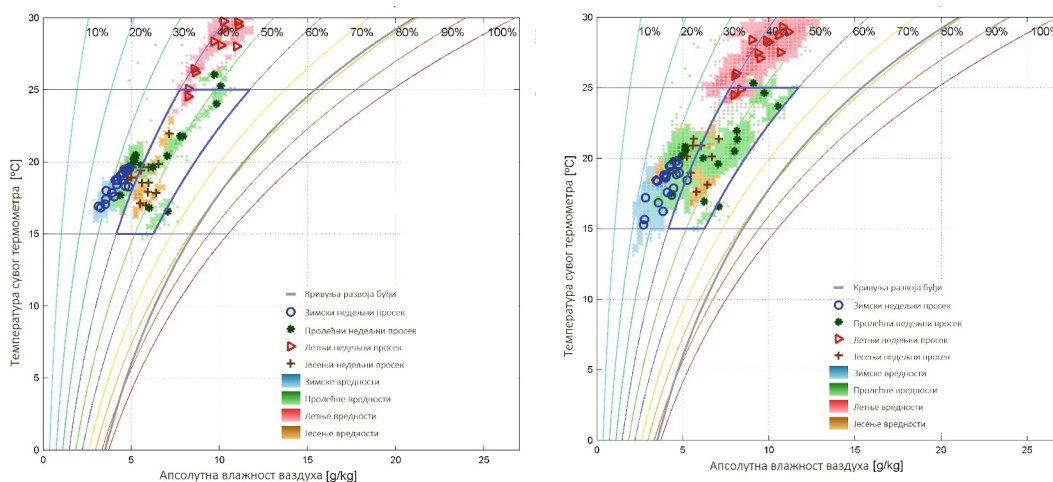 30
25
20
15
10
5
0
10% 20% 30% 40% 50% 60% 70% 80% 90% 100%
Температура сувог термометра [ºC]
Кривуља развоја буђи
Зимски недељни просек
Пролећни недељни просек
Летњи недељни просек
Јесењи недељни просек
Зимске вредности
Пролећне вредности
Летње вредности
Јесење вредности
0 5 10 15 20 25
Апсолутна влажност ваздуха [g/kg]
30
25
20
15
10
5
0
10% 20% 30% 40% 50% 60% 70% 80% 90% 100%
Температура сувог термометра [ºC]
Кривуља развоја буђи
Зимски недељни просек
Пролећни недељни просек
Летњи недељни просек
Јесењи недељни просек
Зимске вредности
Пролећне вредности
Летње вредности
Јесење вредности
0 5 10 15 20 25
Апсолутна влажност ваздуха [g/kg]